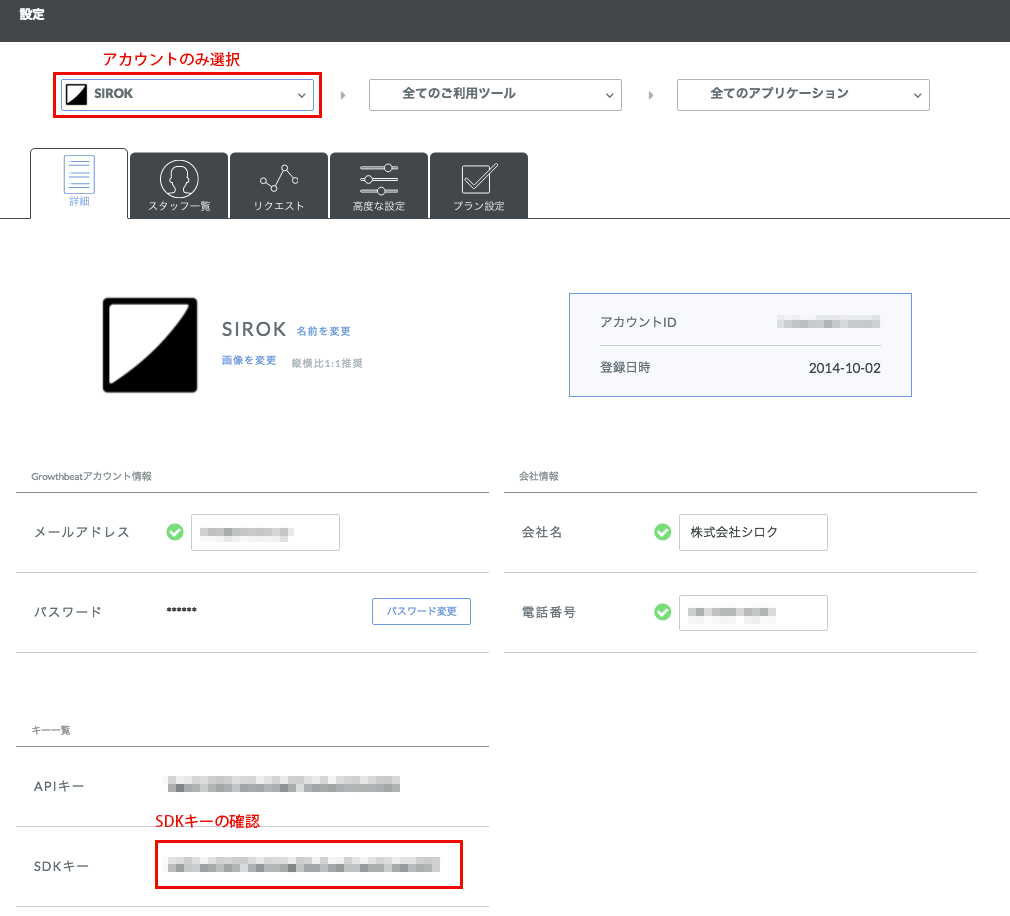 設定
アカウントのみ選択
SIROK
全てのご利用ツール
全てのアプリケーション
詳細
スタッフ一覧
リクエスト
高度な設定
プラン設定
SIROK 名前を変更
画像を変更 縦横比1:1推奨
アカウントID
登録日時 2014-10-02
Growthbeatアカウント情報
会社情報
メールアドレス
会社名 株式会社シロク
パスワード ****** パスワード変更
電話番号
キー一覧
APIキー
SDKキーの確認
SDKキー